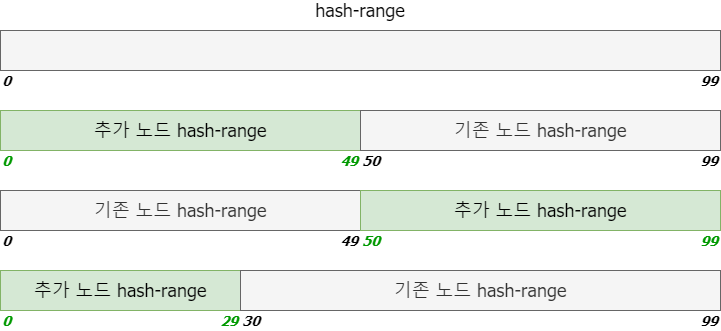 hash-range
0 99
추가 노드 hash-range 기존 노드 hash-range
0 49 50 99
기존 노드 hash-range 추가 노드 hash-range
0 49 50 99
추가 노드 hash-range 기존 노드 hash-range
0 29 30 99